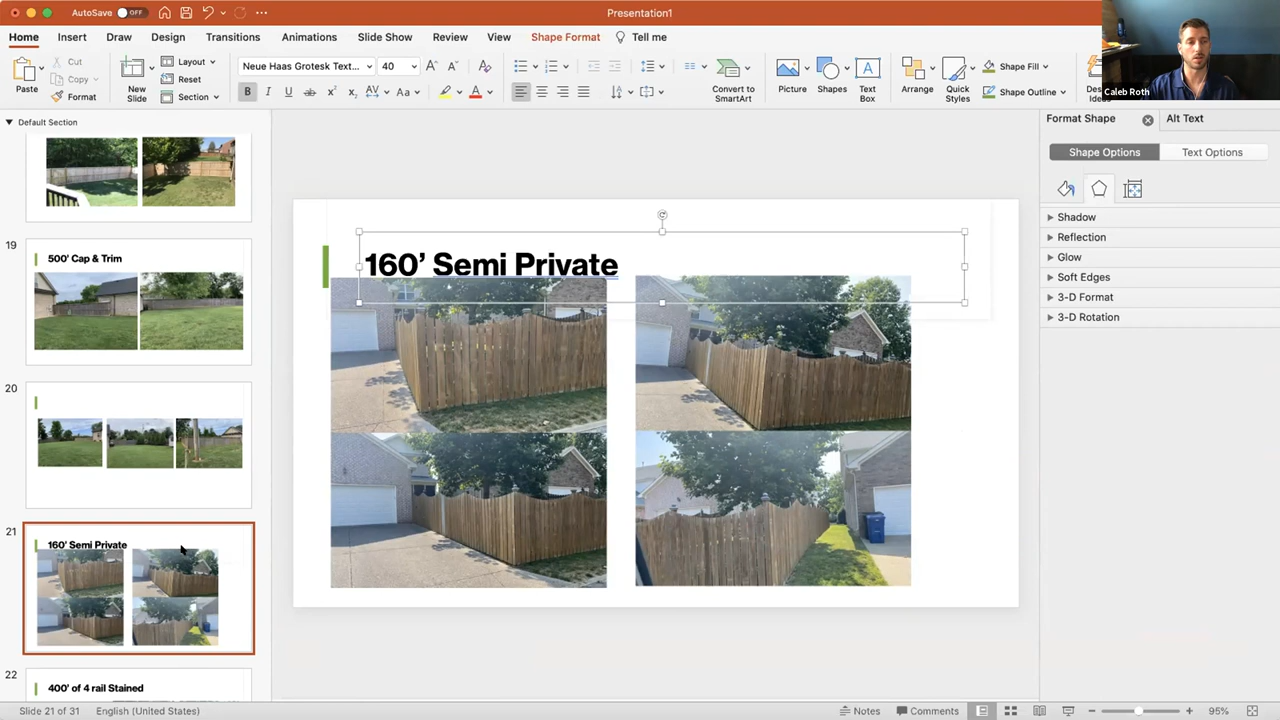 AutoSave OFF
Presentation1
Home Insert Draw Design Transitions Animations Slide Show Review View Shape Format Tell me
Paste
Cut
Copy
Format
New Slide
Layout
Reset
Section
Neue Haas Grotesk Text... 40
Convert to SmartArt
Picture
Shapes
Text Box
Arrange
Quick Styles
Shape Fill
Shape Outline
Caleb Roth
Default Section
19
500' Cap & Trim
20
21
160' Semi Private
22
400' of 4 rail Stained
160’ Semi Private
Format Shape
Alt Text
Shape Options
Text Options
Shadow
Reflection
Glow
Soft Edges
3-D Format
3-D Rotation
Slide 21 of 31
English (United States)
Notes
Comments
95%